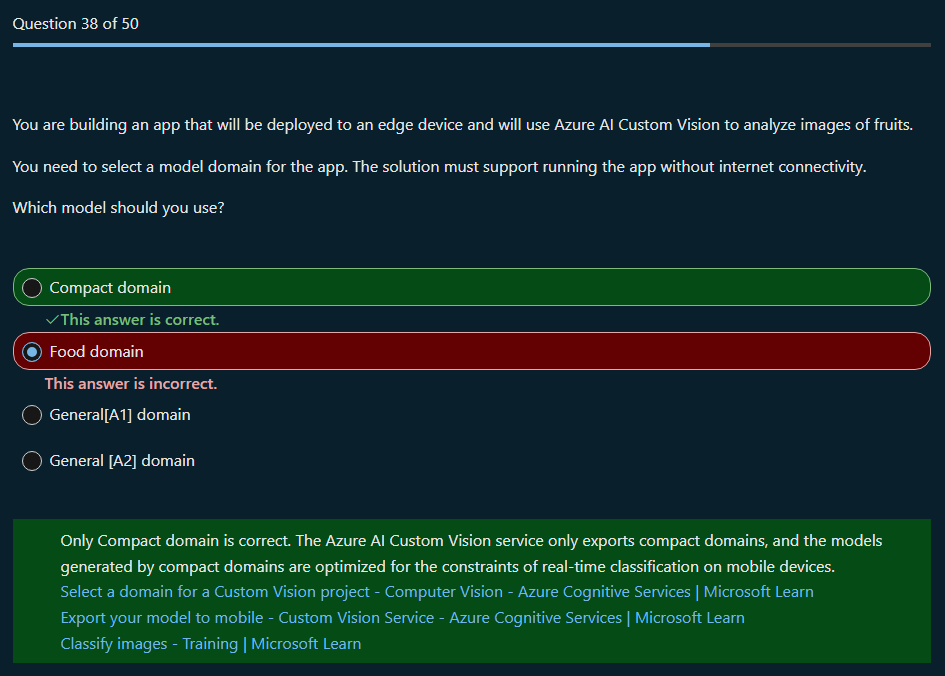 Question 38 of 50
You are building an app that will be deployed to an edge device and will use Azure AI Custom Vision to analyze images of fruits.
You need to select a model domain for the app. The solution must support running the app without internet connectivity.
Which model should you use?
Compact domain
✓This answer is correct.
Food domain
This answer is incorrect.
General[A1] domain
General [A2] domain
Only Compact domain is correct. The Azure AI Custom Vision service only exports compact domains, and the models
generated by compact domains are optimized for the constraints of real-time classification on mobile devices.
Select a domain for a Custom Vision project - Computer Vision - Azure Cognitive Services | Microsoft Learn
Export your model to mobile - Custom Vision Service - Azure Cognitive Services | Microsoft Learn
Classify images - Training | Microsoft Learn